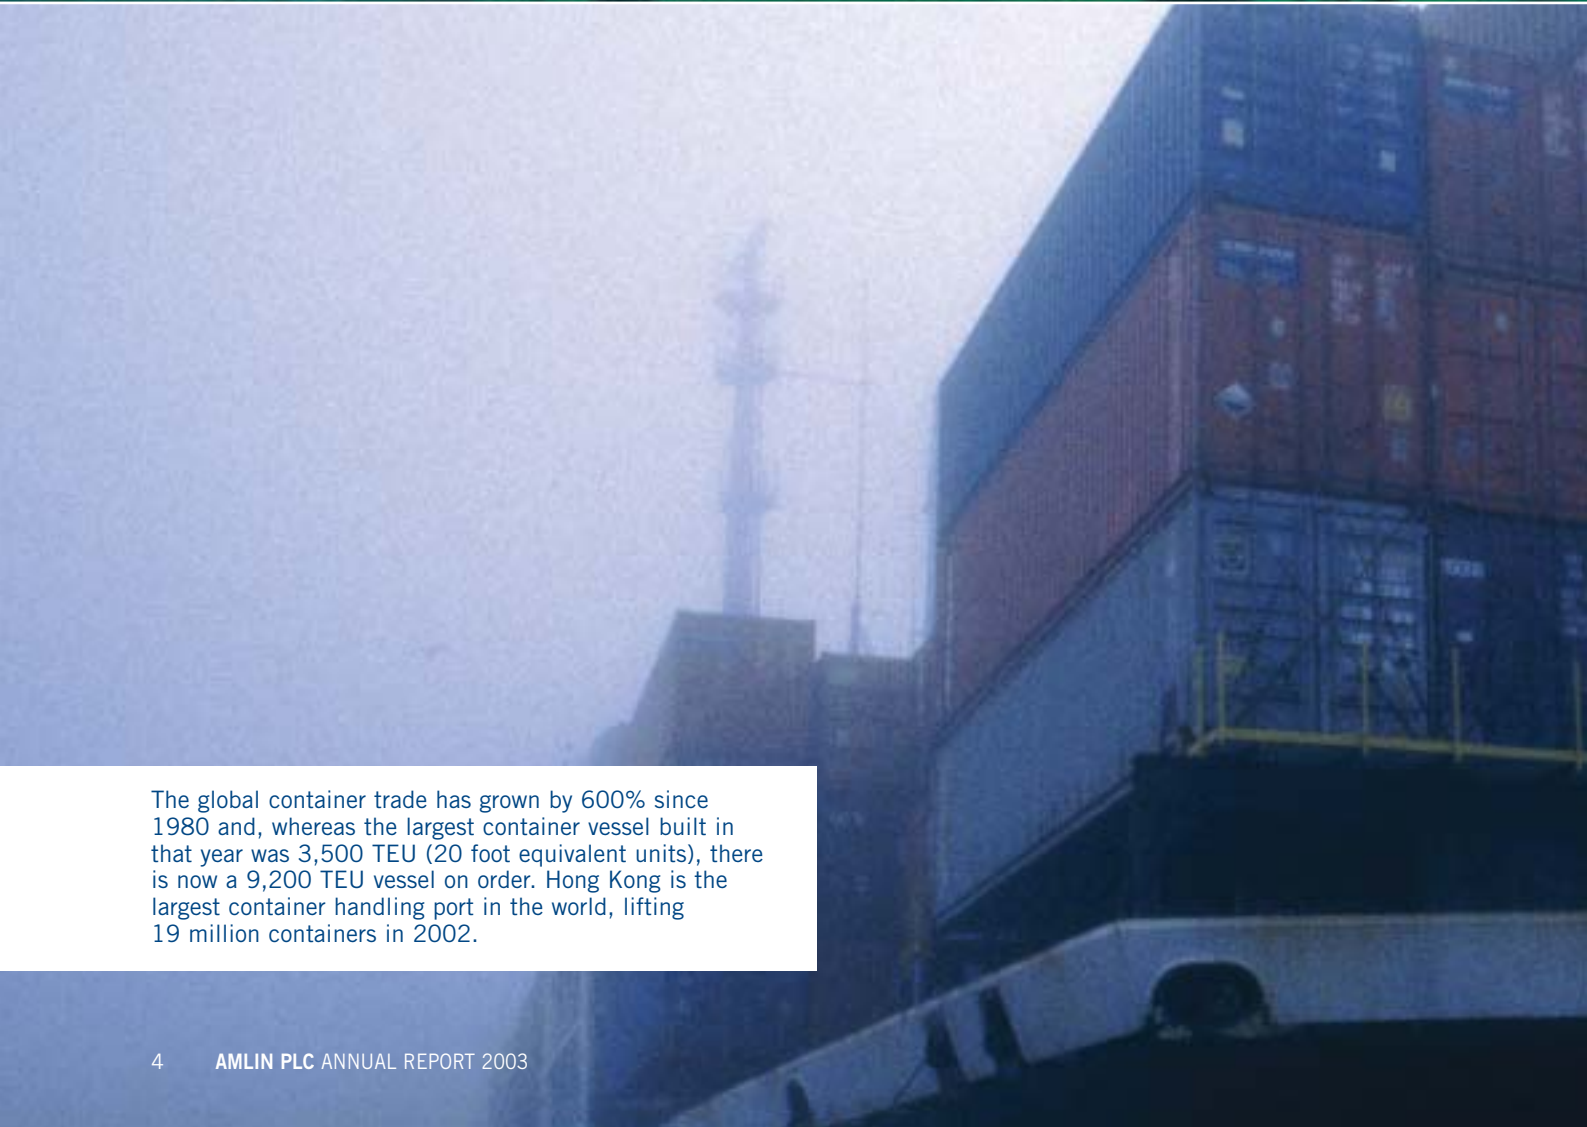 The global container trade has grown by 600% since
1980 and, whereas the largest container vessel built in
that year was 3,500 TEU (20 foot equivalent units), there
is now a 9,200 TEU vessel on order. Hong Kong is the
largest container handling port in the world, lifting
19 million containers in 2002.
4 AMLIN PLC ANNUAL REPORT 2003